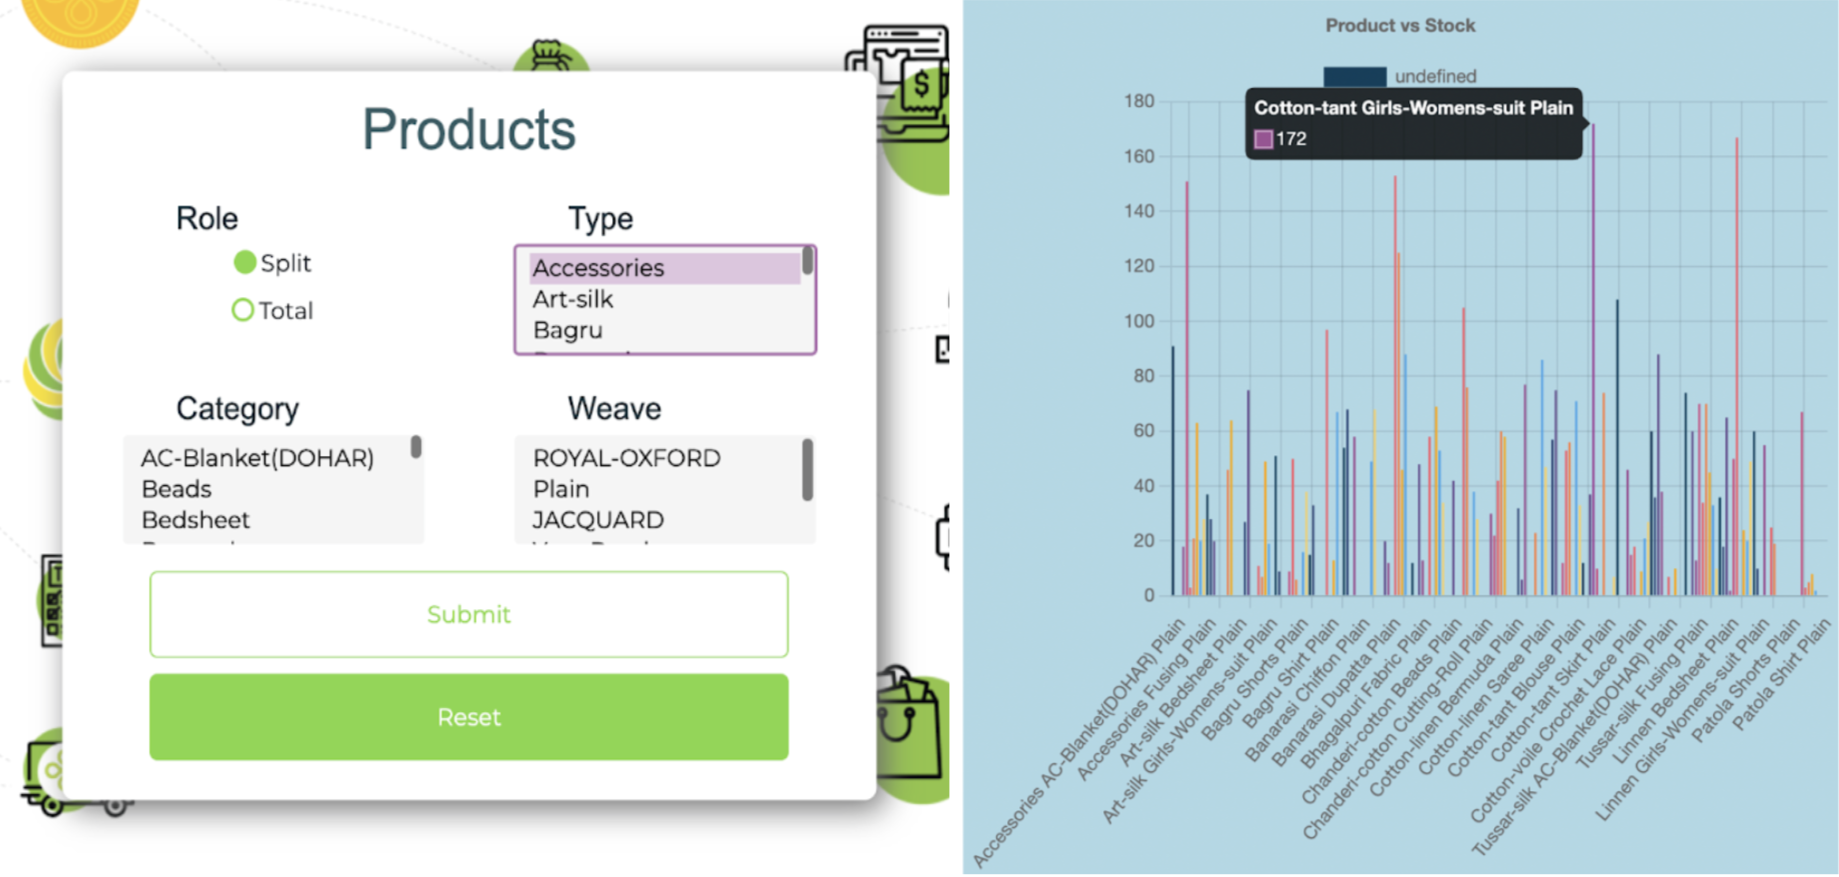 Products
Role
Split
Total
Type
Accessories
Art-silk
Bagru
Category
AC-Blanket(DOHAR)
Beads
Bedsheet
Weave
ROYAL-OXFORD
Plain
JACQUARD
Submit
Reset
$
Product vs Stock
undefined
Cotton-tant Girls-Womens-suit Plain
172
180
160
140
120
100
80
60
40
20
0
Accessories AC-Blanket(DOHAR) Plain
Accessories Fusing Plain
Art-silk Bedsheet Plain
Art-silk Girls-Womens-suit Plain
Bagru Shorts Plain
Bagru Shirt Plain
Banarasi Chiffon Plain
Banarasi Dupatta Plain
Bhagalpuri Fabric Plain
Chanderi-cotton Beads Plain
Chanderi-cotton Cutting-Roll Plain
Cotton-linen Bermuda Plain
Cotton-linen Saree Plain
Cotton-tant Blouse Plain
Cotton-tant Skirt Plain
Cotton-voile Crochet Lace Plain
Tussar-silk AC-Blanket(DOHAR) Plain
Tussar-silk Fusing Plain
Linen Bedsheet Plain
Linnen Girls-Womens-suit Plain
Patola Shorts Plain
Patola Shirt Plain